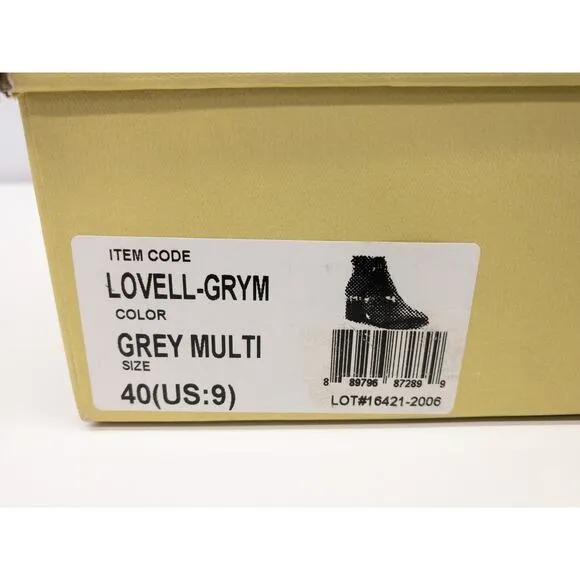 ITEM CODE
LOVELL-GRYM
COLOR
GREY MULTI
SIZE
40(US:9)
8 89796 87289 9
LOT#16421-2006